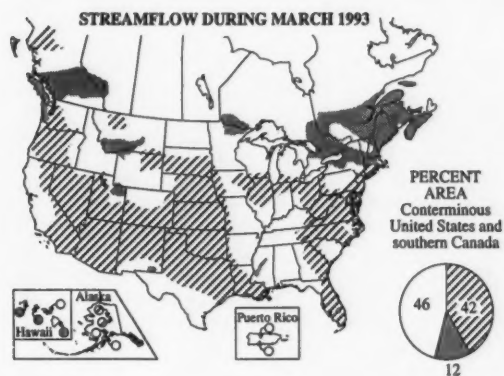 STREAMFLOW DURING MARCH 1993
PERCENT
AREA
Conterminous
United States and
southern Canada
46
42
12
Alaska
Hawaii
Puerto Rico